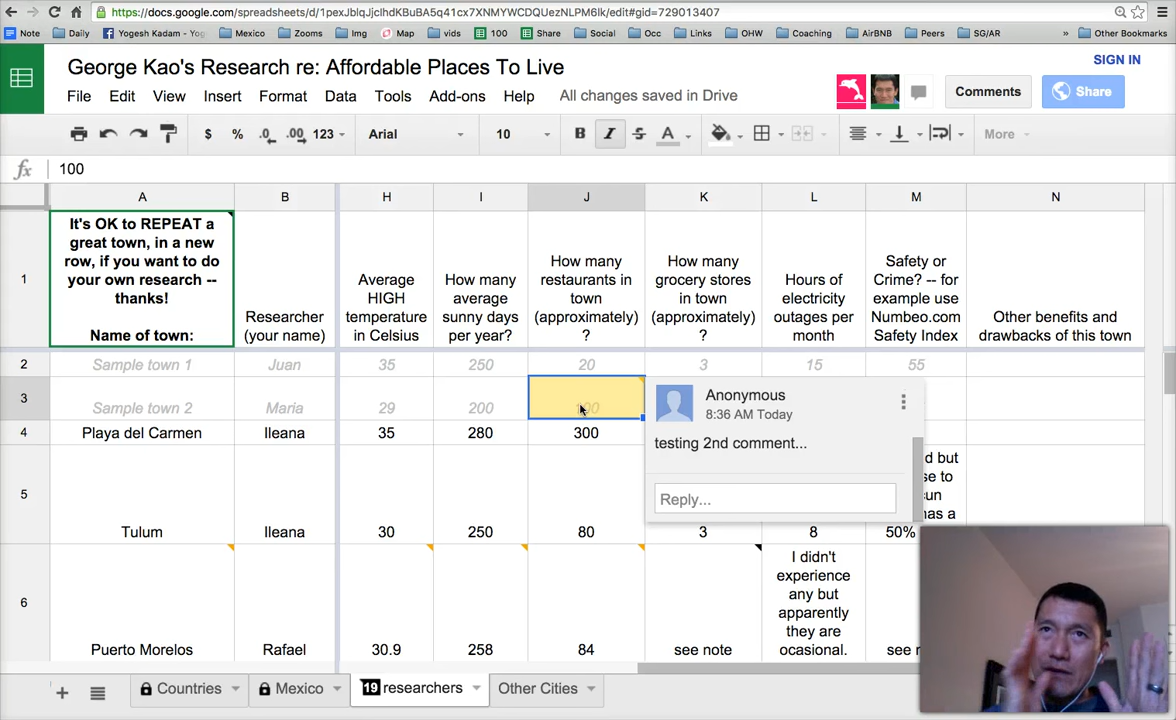 https://docs.google.com/spreadsheets/d/1pexJblqJjclhdKBuBA5q41cx7XNMYWCDQUezNLPM6Ik/edit#gid=729013407
Note Daily Yogesh Kadam - Yog Mexico Zooms Img Map vids 100 Share Social Occ Links OHW Coaching AirBNB Peers SG/AR » Other Bookmarks
George Kao's Research re: Affordable Places To Live
SIGN IN
File Edit View Insert Format Data Tools Add-ons Help All changes saved in Drive
Comments Share
$ % .0 .00 123 Arial 10 B I S A More
fx 100
A B H I J K L M N
1
It's OK to REPEAT a
great town, in a new
row, if you want to do
your own research --
thanks!
Name of town:
Researcher
(your name)
Average
HIGH
temperature
in Celsius
How many
average
sunny days
per year?
How many
restaurants in
town
(approximately)
?
How many
grocery stores
in town
(approximately)
?
Hours of
electricity
outages per
month
Safety or
Crime? -- for
example use
Numbeo.com
Safety Index
Other benefits and
drawbacks of this town
2 Sample town 1 Juan 35 250 20 3 15 55
3 Sample town 2 Maria 29 200 100
Anonymous
8:36 AM Today
testing 2nd comment...
Reply...
4 Playa del Carmen Ileana 35 280 300
d but
se to
un
has a
5 Tulum Ileana 30 250 80 3 8 50%
I didn't
experience
any but
apparently
they are
ocasional.
6 Puerto Morelos Rafael 30.9 258 84 see note see
+ Countries Mexico 19 researchers Other Cities